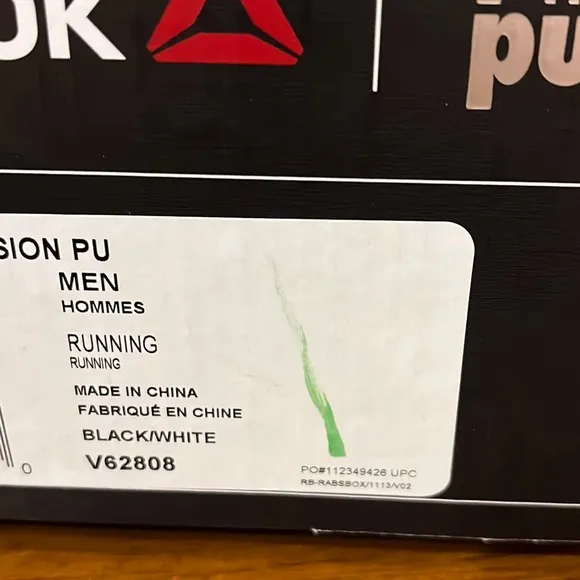 OK
pu
SION PU
MEN
HOMMES
RUNNING
RUNNING
MADE IN CHINA
FABRIQUÉ EN CHINE
BLACK/WHITE
V62808
0
PO#112349426 UPC
RB-RABSBOX/1113/V02